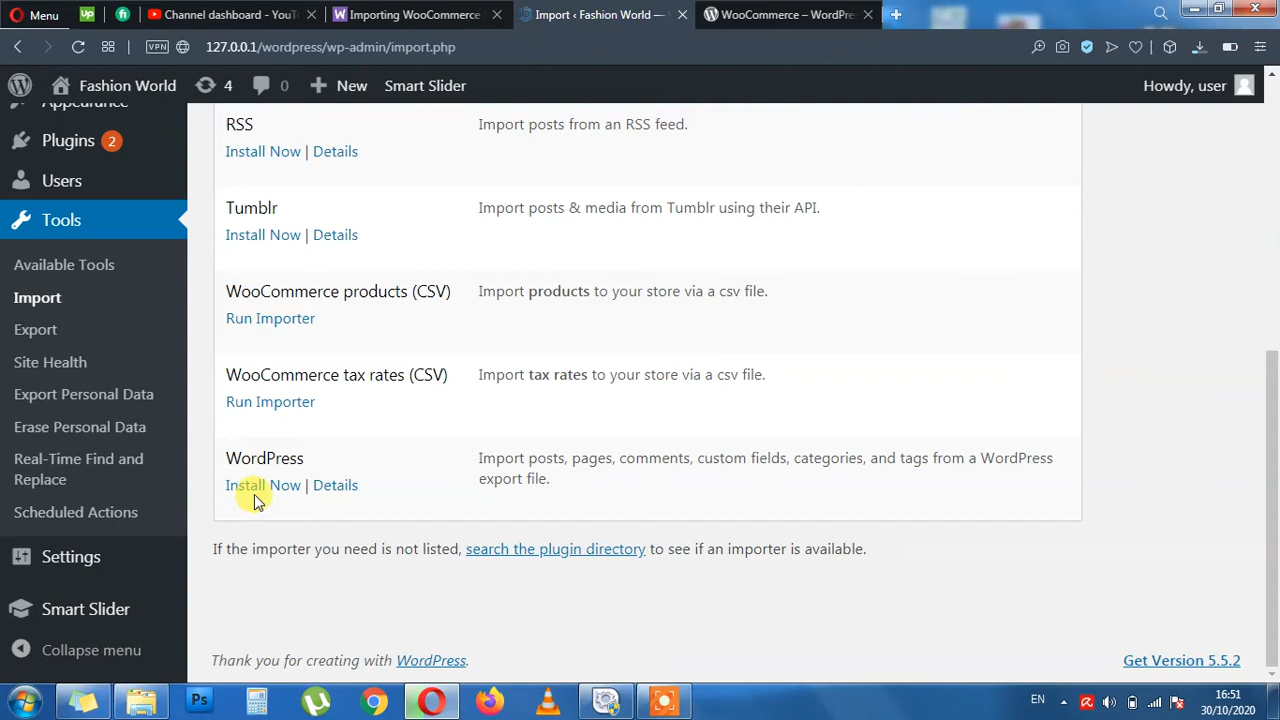 Menu
Up
Channel dashboard - YouT
Importing WooCommerce
Import ‹ Fashion World —
WooCommerce – WordPre
VPN
127.0.0.1/wordpress/wp-admin/import.php
Fashion World
4
0
New
Smart Slider
Howdy, user
Appearance
Plugins 2
Users
Tools
Available Tools
Import
Export
Site Health
Export Personal Data
Erase Personal Data
Real-Time Find and
Replace
Scheduled Actions
Settings
Smart Slider
Collapse menu
RSS
Import posts from an RSS feed.
Install Now | Details
Tumblr
Import posts & media from Tumblr using their API.
Install Now | Details
WooCommerce products (CSV)
Import products to your store via a csv file.
Run Importer
WooCommerce tax rates (CSV)
Import tax rates to your store via a csv file.
Run Importer
WordPress
Import posts, pages, comments, custom fields, categories, and tags from a WordPress
export file.
Install Now | Details
If the importer you need is not listed, search the plugin directory to see if an importer is available.
Thank you for creating with WordPress.
Get Version 5.5.2
Ps
EN
16:51
30/10/2020